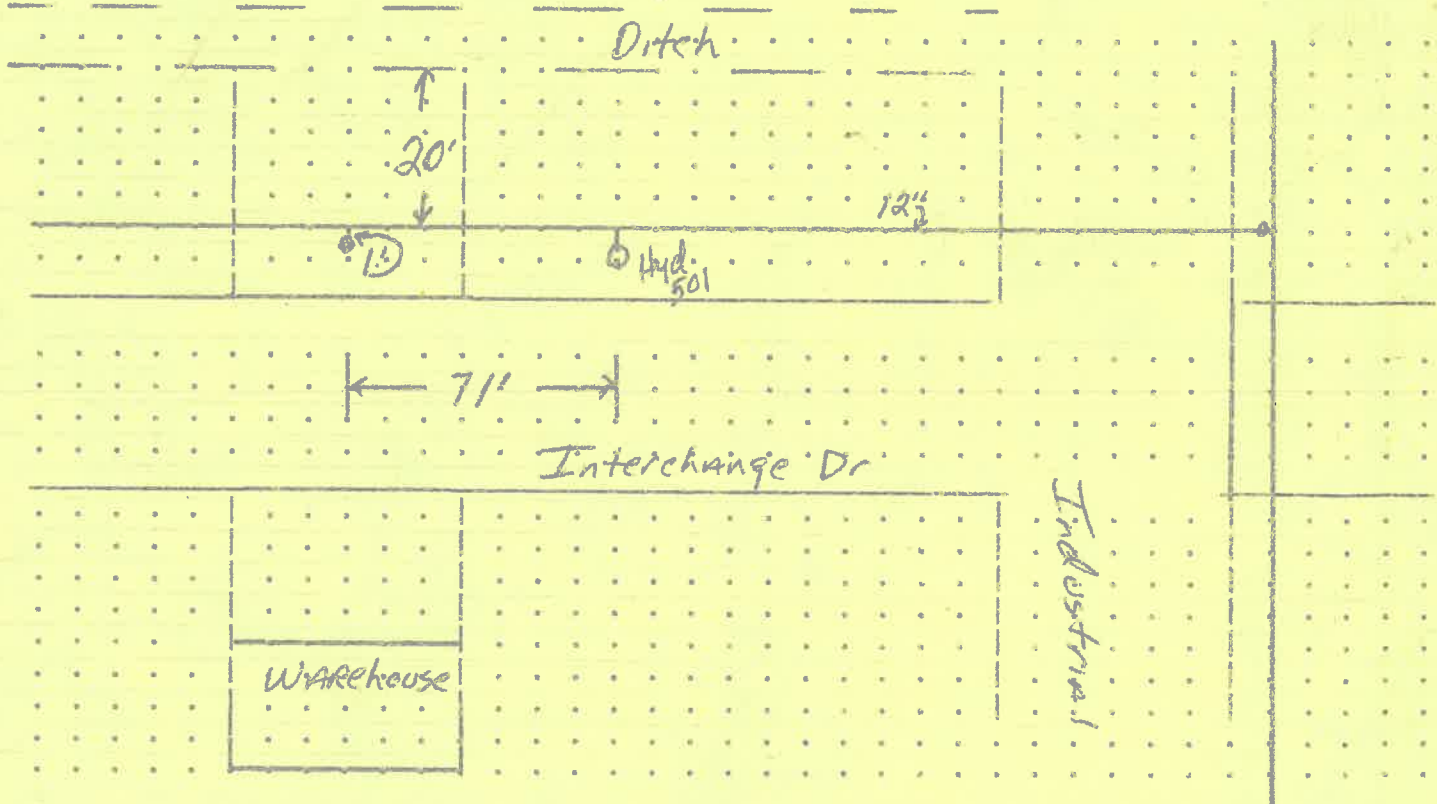 Ditch
20'
12"
1"
Hyd.
501
71'
Interchange Dr
Industrial
Warehouse